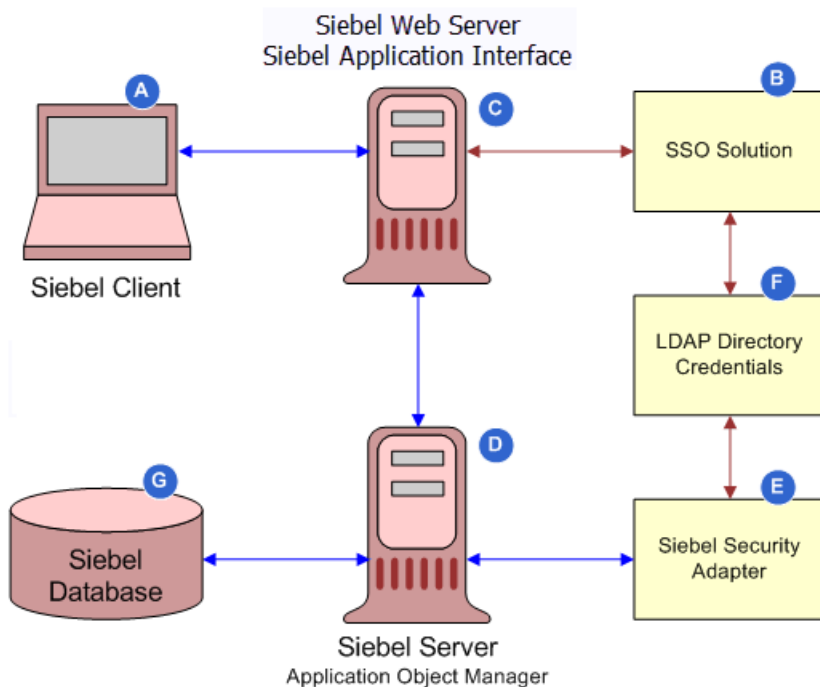 Siebel Web Server
Siebel Application Interface
A
B
C
SSO Solution
Siebel Client
F
LDAP Directory
Credentials
D
G
E
Siebel
Database
Siebel Security
Adapter
Siebel Server
Application Object Manager